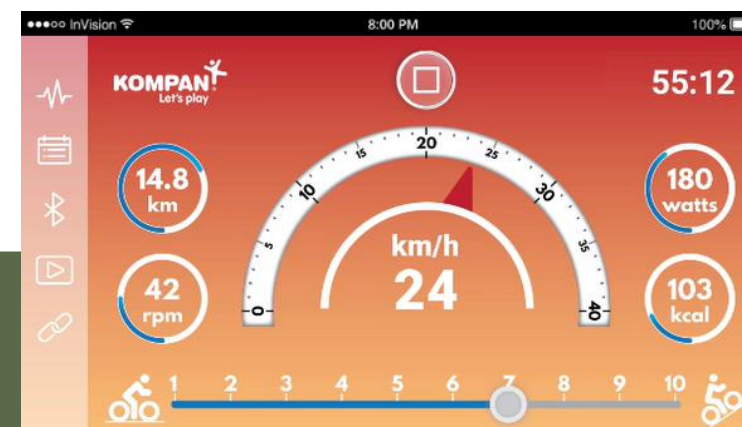 InVision 8:00 PM 100%
KOMPAN!
Let's play
55:12
0 5 10 15 20 25 30 35 40
14.8
km
42
rpm
km/h
24
180
watts
103
kcal
1 2 3 4 5 6 7 8 9 10